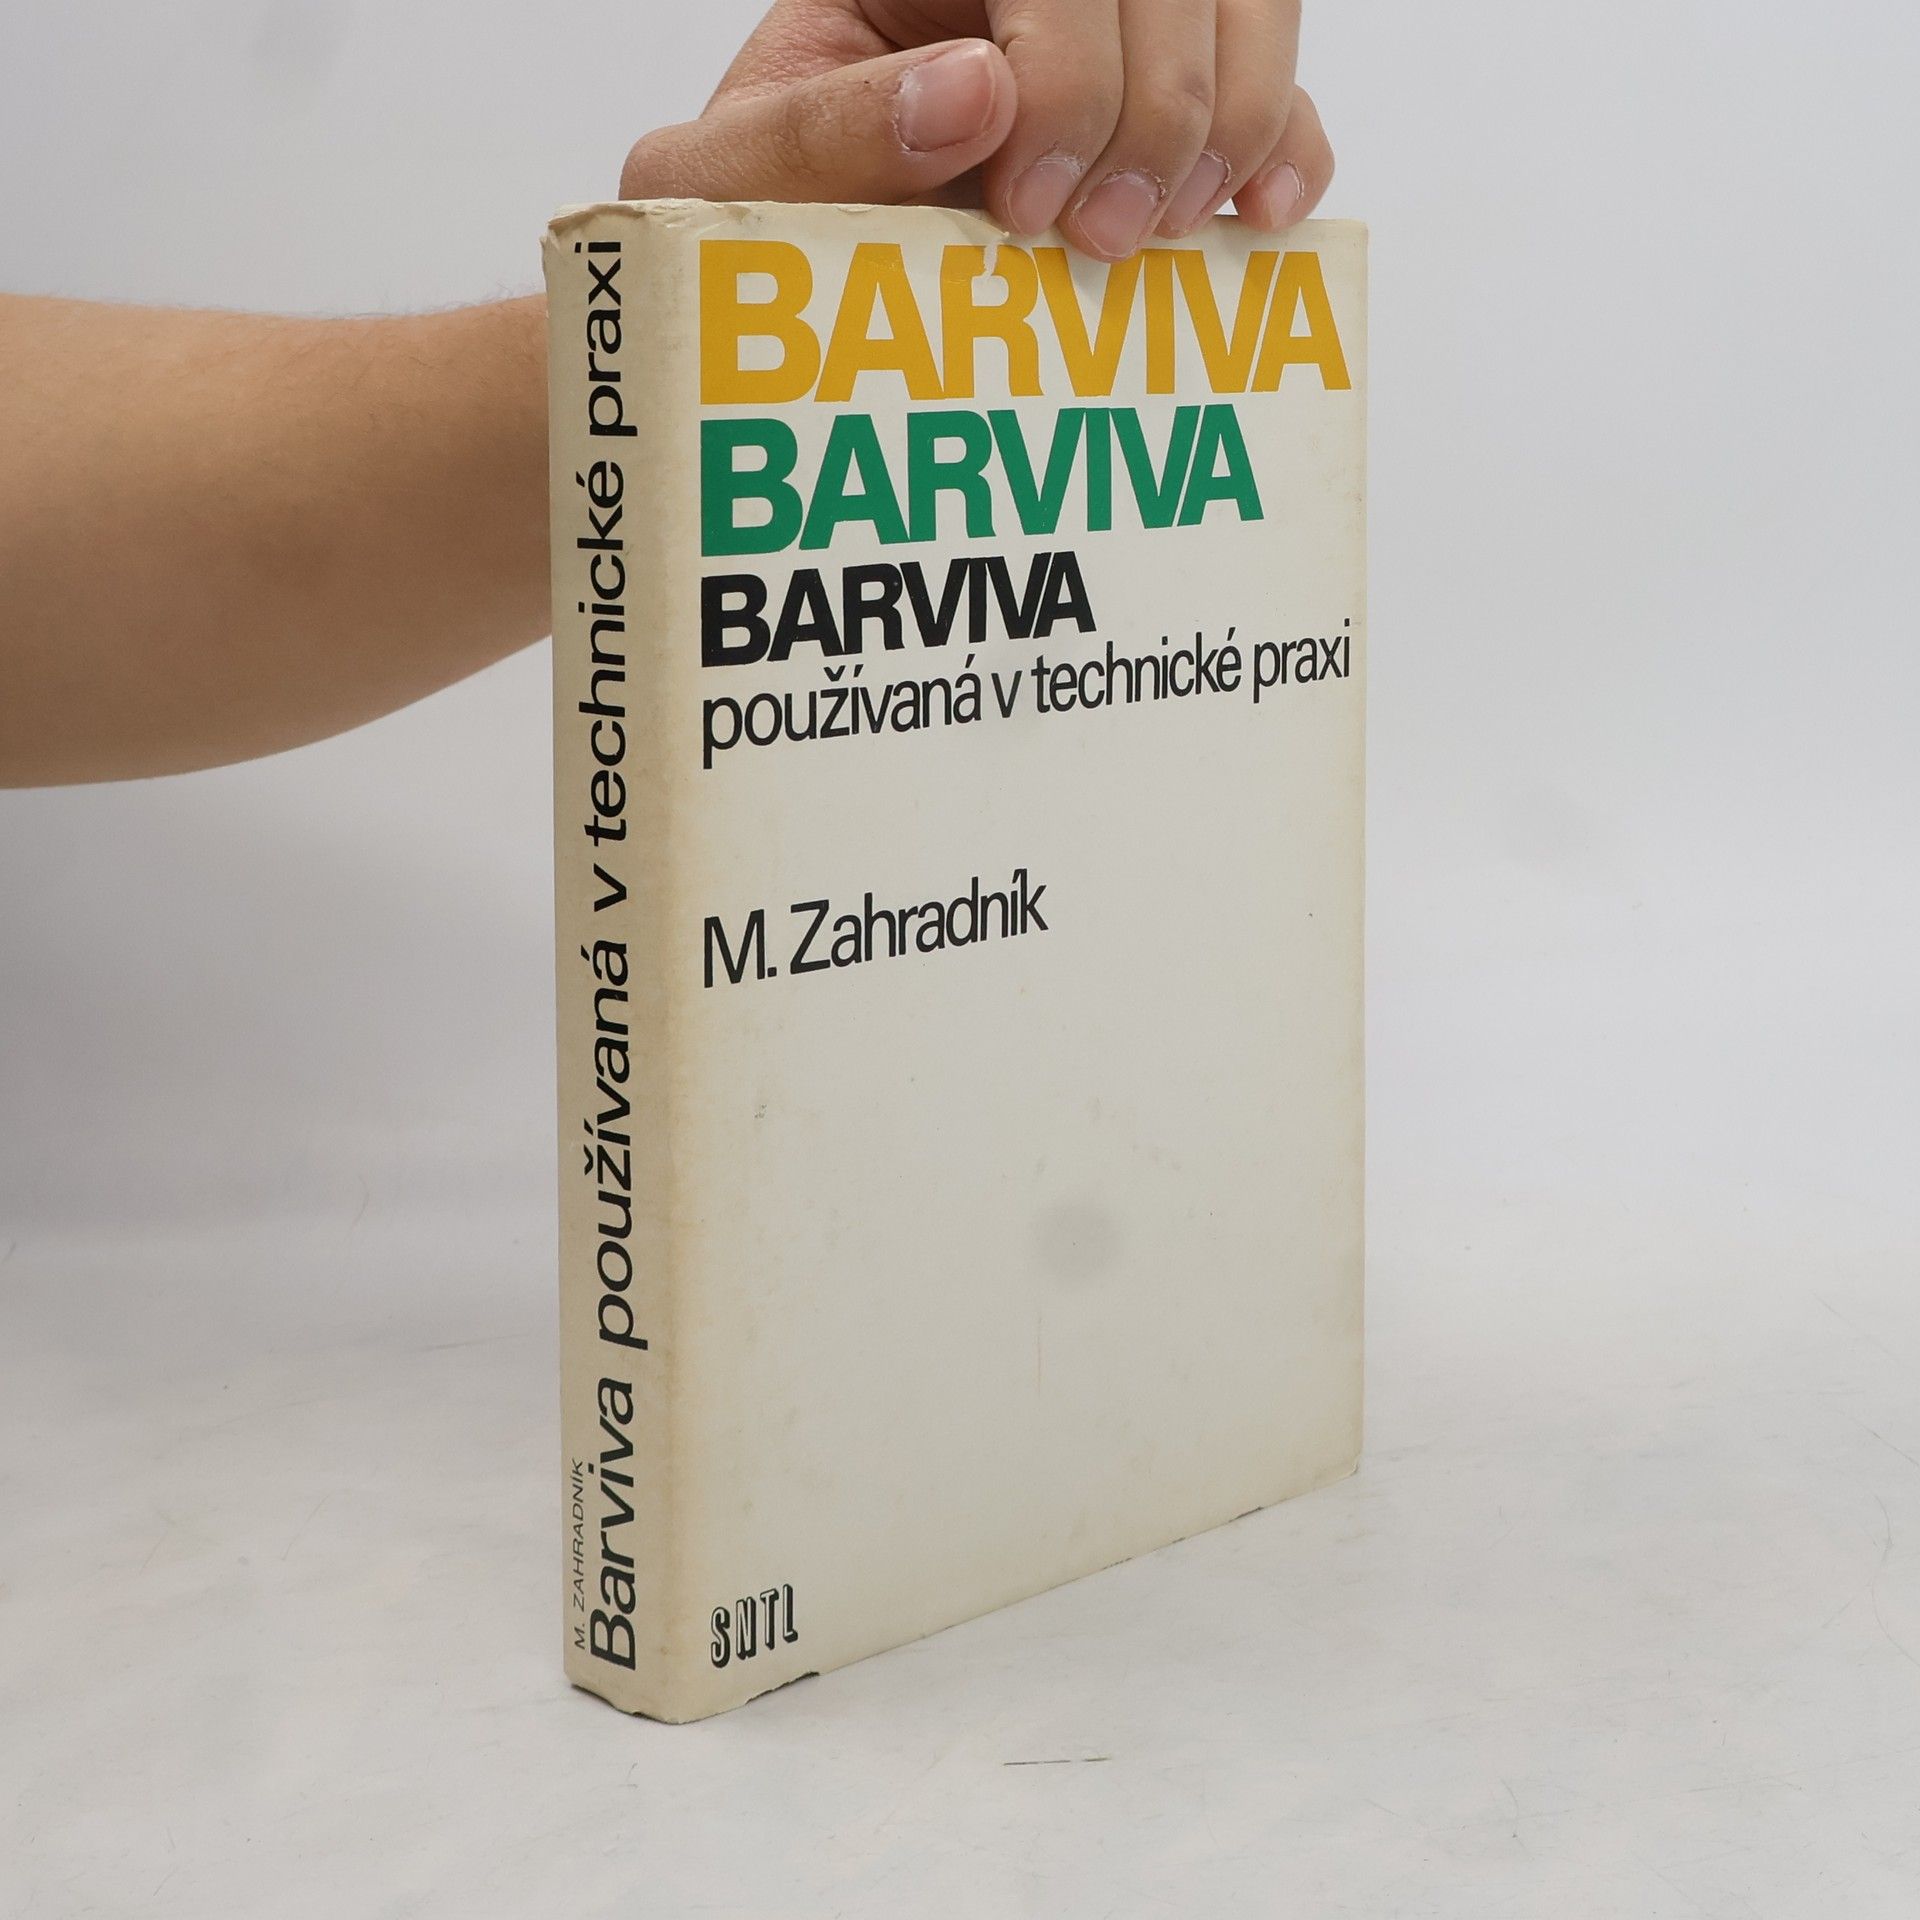 BARVIVA
BARVIVA
BARVIVA
používaná v technické praxi
M. Zahradník
SNTL
M. ZAHRADNÍK
Barviva používaná v technické praxi